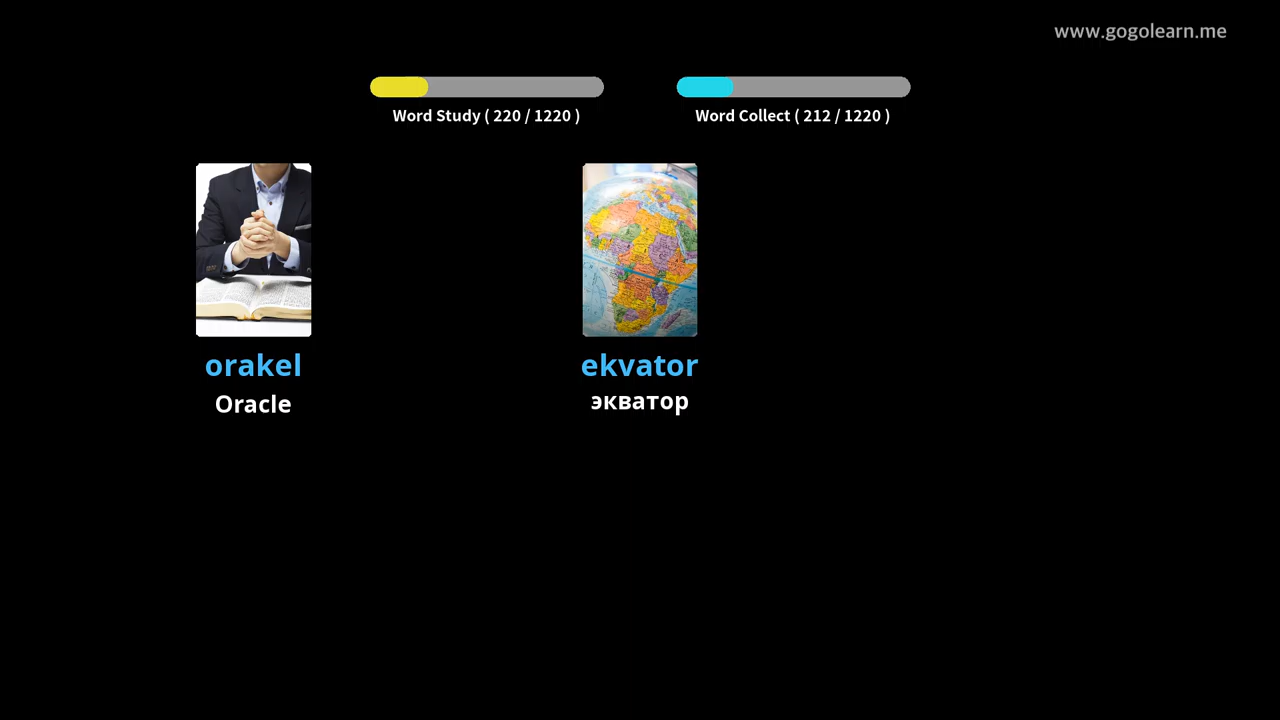 www.gogolearn.me
Word Study ( 220 / 1220 )
Word Collect ( 212 / 1220 )
orakel
Oracle
ekvator
экватор